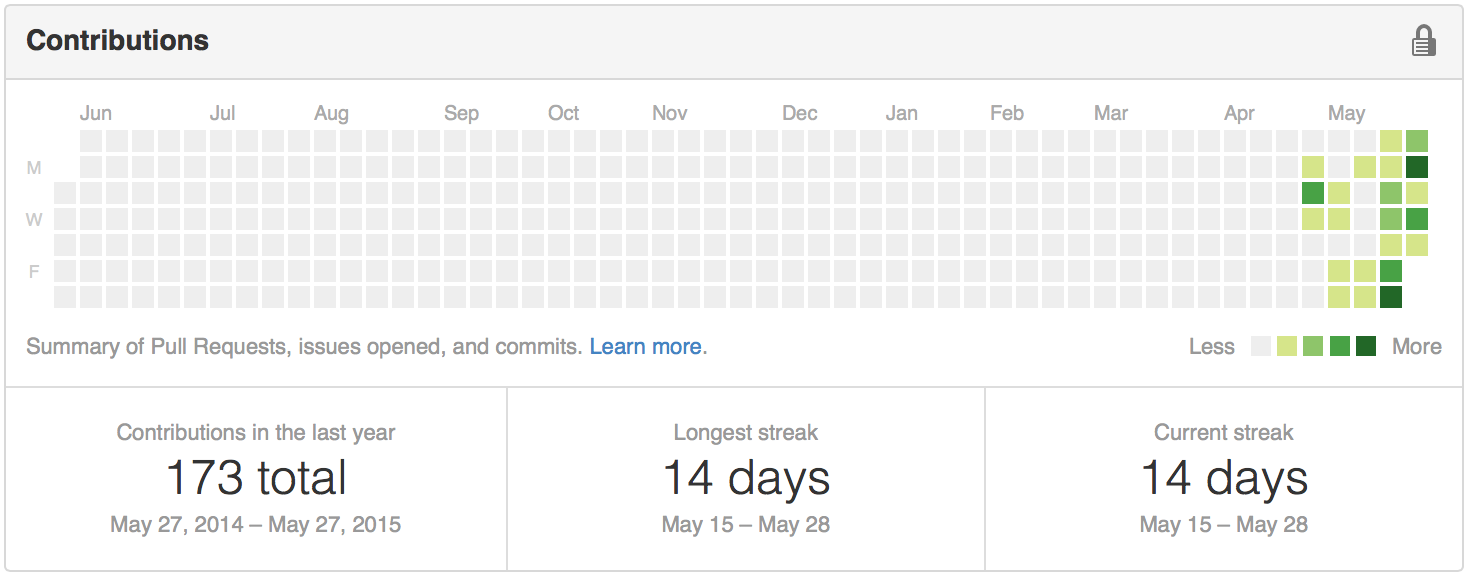 Contributions
Jun Jul Aug Sep Oct Nov Dec Jan Feb Mar Apr May
M
W
F
Summary of Pull Requests, issues opened, and commits. Learn more.
Less More
Contributions in the last year
173 total
May 27, 2014 – May 27, 2015
Longest streak
14 days
May 15 – May 28
Current streak
14 days
May 15 – May 28